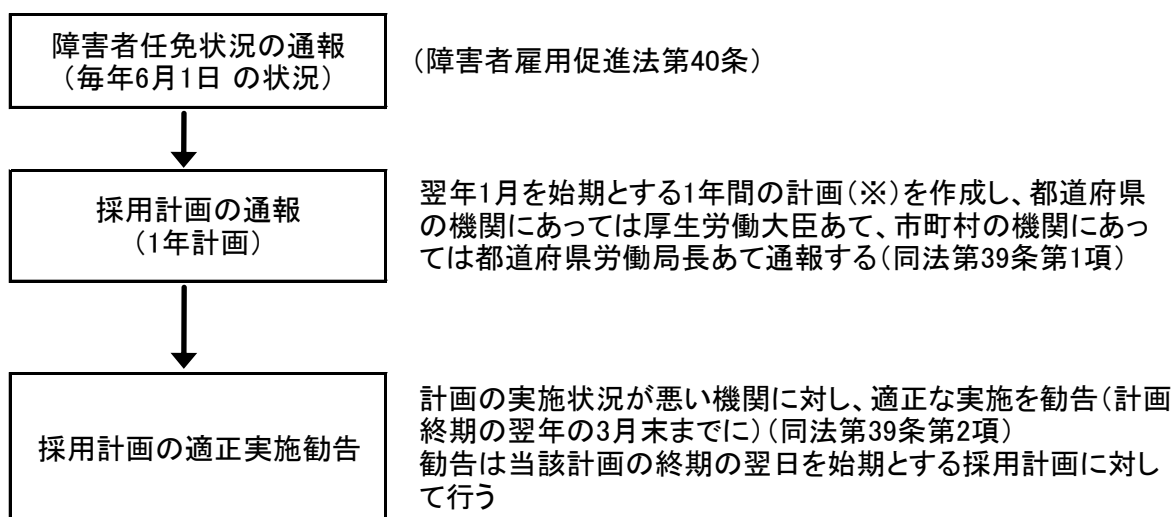 障害者任免状況の通報
（毎年6月1日 の状況）
（障害者雇用促進法第40条）
採用計画の通報
（1年計画）
翌年1月を始期とする1年間の計画（※）を作成し、都道府県
の機関にあっては厚生労働大臣あて、市町村の機関にあっ
ては都道府県労働局長あて通報する（同法第39条第1項）
採用計画の適正実施勧告
計画の実施状況が悪い機関に対し、適正な実施を勧告（計画
終期の翌年の3月末までに）（同法第39条第2項）
勧告は当該計画の終期の翌日を始期とする採用計画に対し
て行う